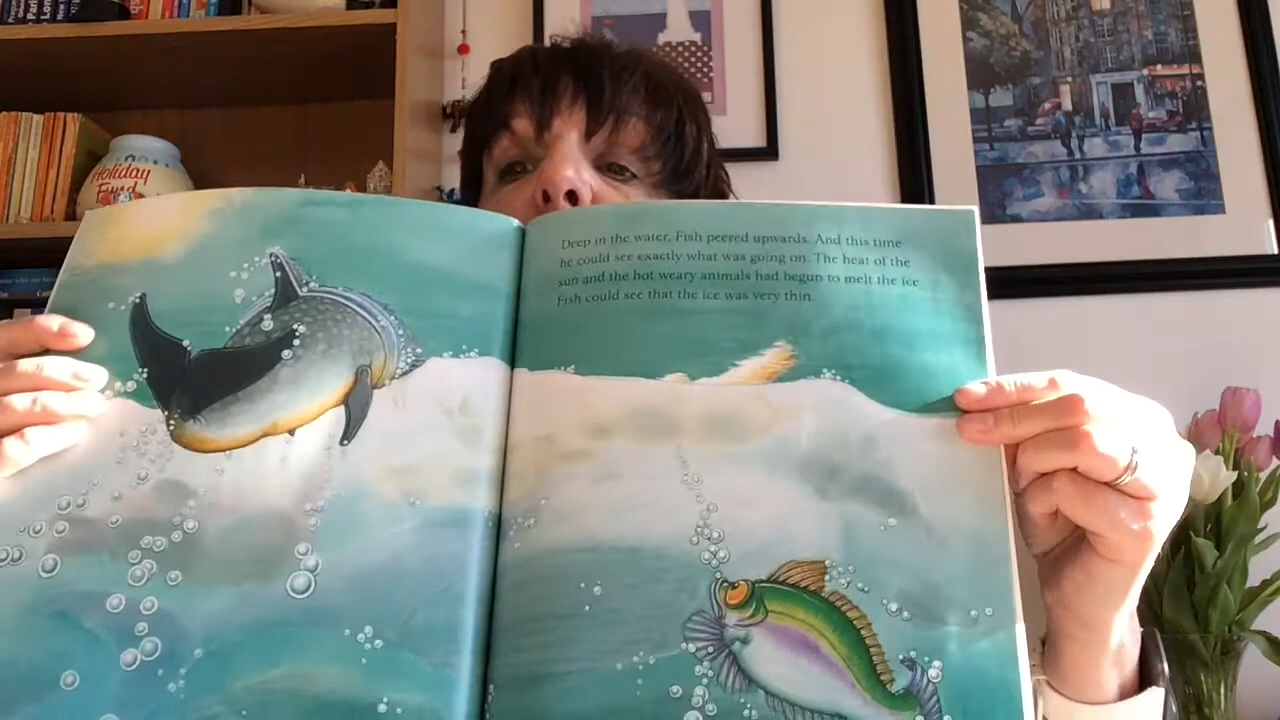 Holiday
Fund
Deep in the water, Fish peered upwards. And this time
he could see exactly what was going on. The heat of the
sun and the hot weary animals had begun to melt the ice
Fish could see that the ice was very thin.